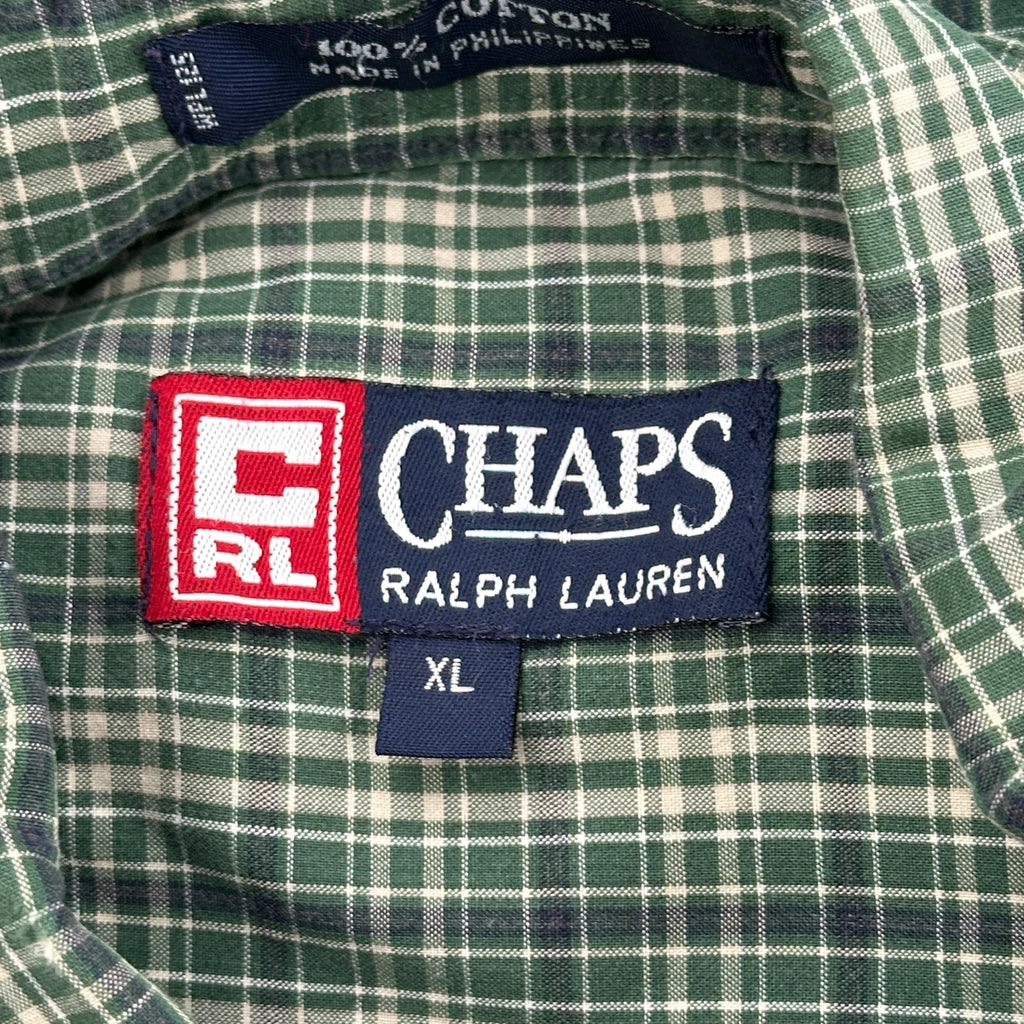 COTTON
100%
MADE IN PHILIPPINES
C
RL
CHAPS
RALPH LAUREN
XL